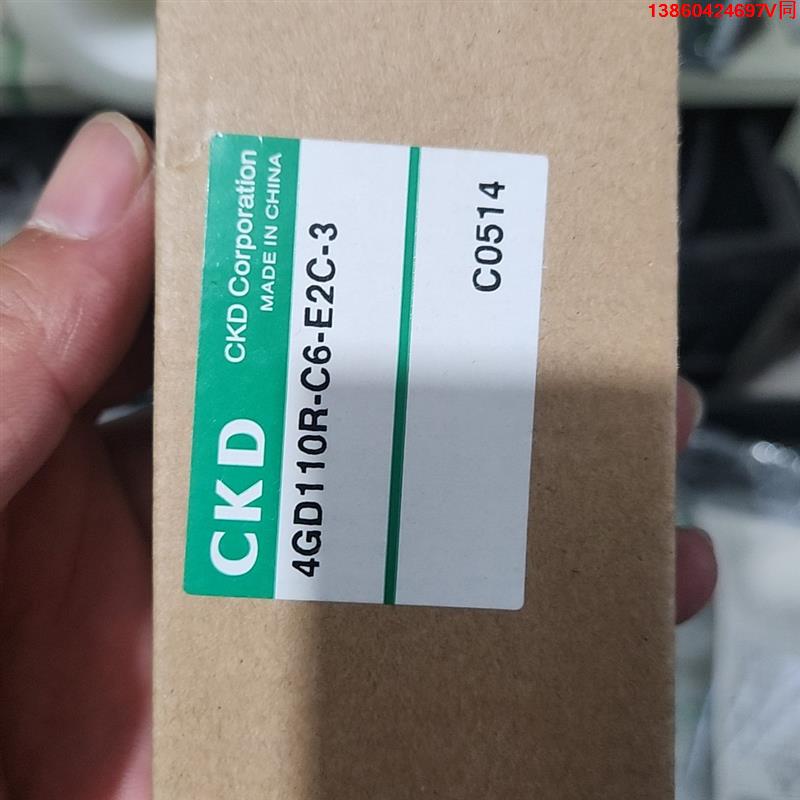 13860424697V同
CKD
CKD Corporation
MADE IN CHINA
4GD110R-C6-E2C-3
C0514